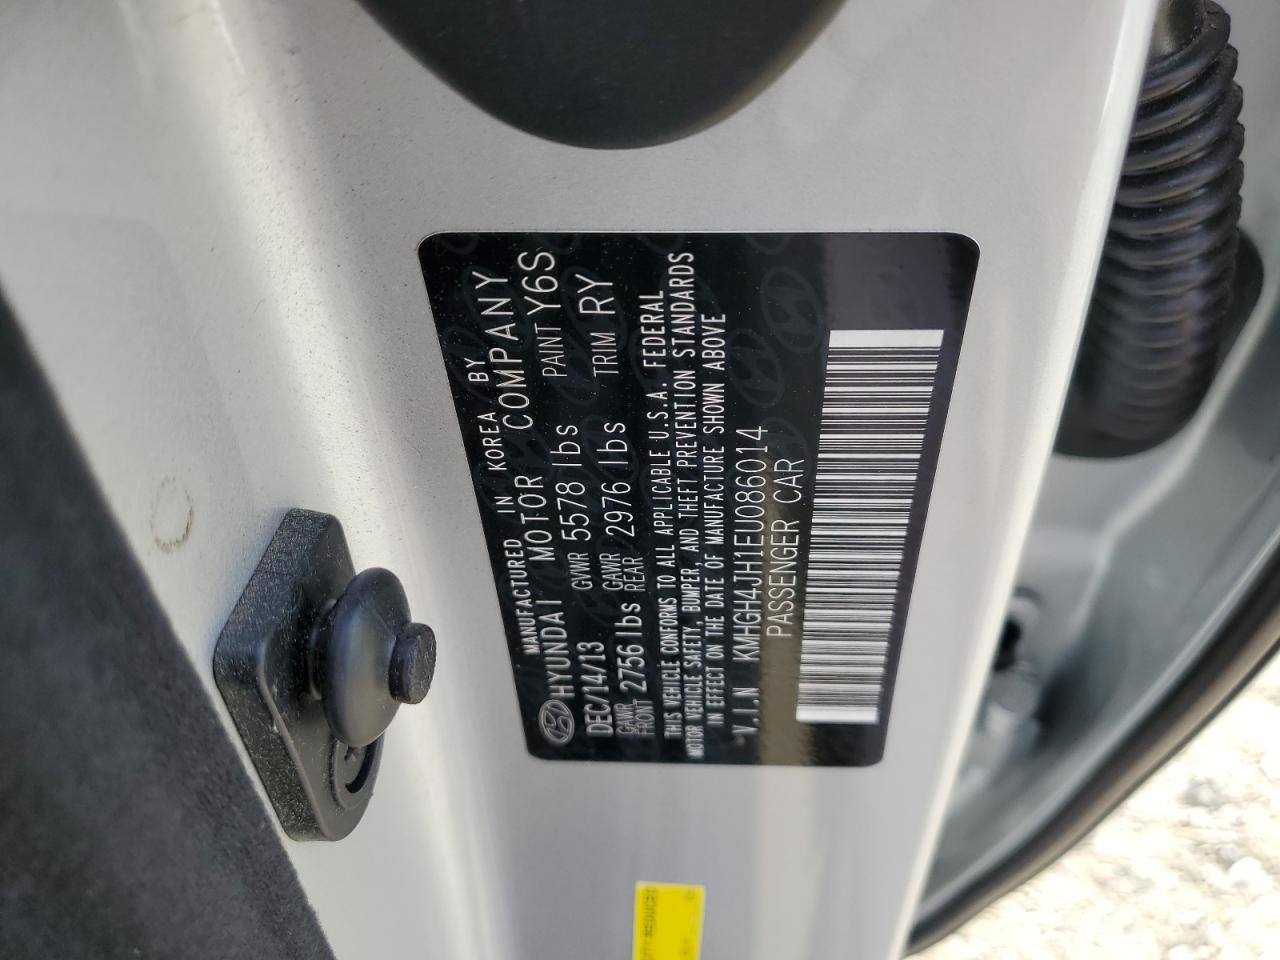 MANUFACTURED IN KOREA BY
HYUNDAI MOTOR COMPANY
DEC/14/13 GVWR 5578 lbs PAINT Y6S
GAWR FRONT 2756 lbs GAWR REAR 2976 lbs TRIM RY
THIS VEHICLE CONFORMS TO ALL APPLICABLE U.S.A. FEDERAL
MOTOR VEHICLE SAFETY, BUMPER, AND THEFT PREVENTION STANDARDS
IN EFFECT ON THE DATE OF MANUFACTURE SHOWN ABOVE
V.I.N KMHGH4JH1EU086014
PASSENGER CAR
REDUCED